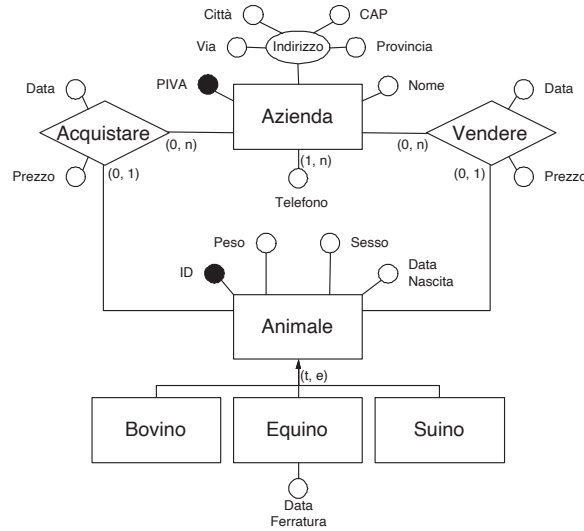 Città
CAP
Via
Indirizzo
Provincia
PIVA
Nome
Data
Azienda
Data
Acquistare
(0, n)
(1, n)
(0, n)
Vendere
Prezzo
(0, 1)
(0, 1)
Prezzo
Telefono
Peso
Sesso
ID
Data
Nascita
Animale
(t, e)
Bovino
Equino
Suino
Data
Ferratura